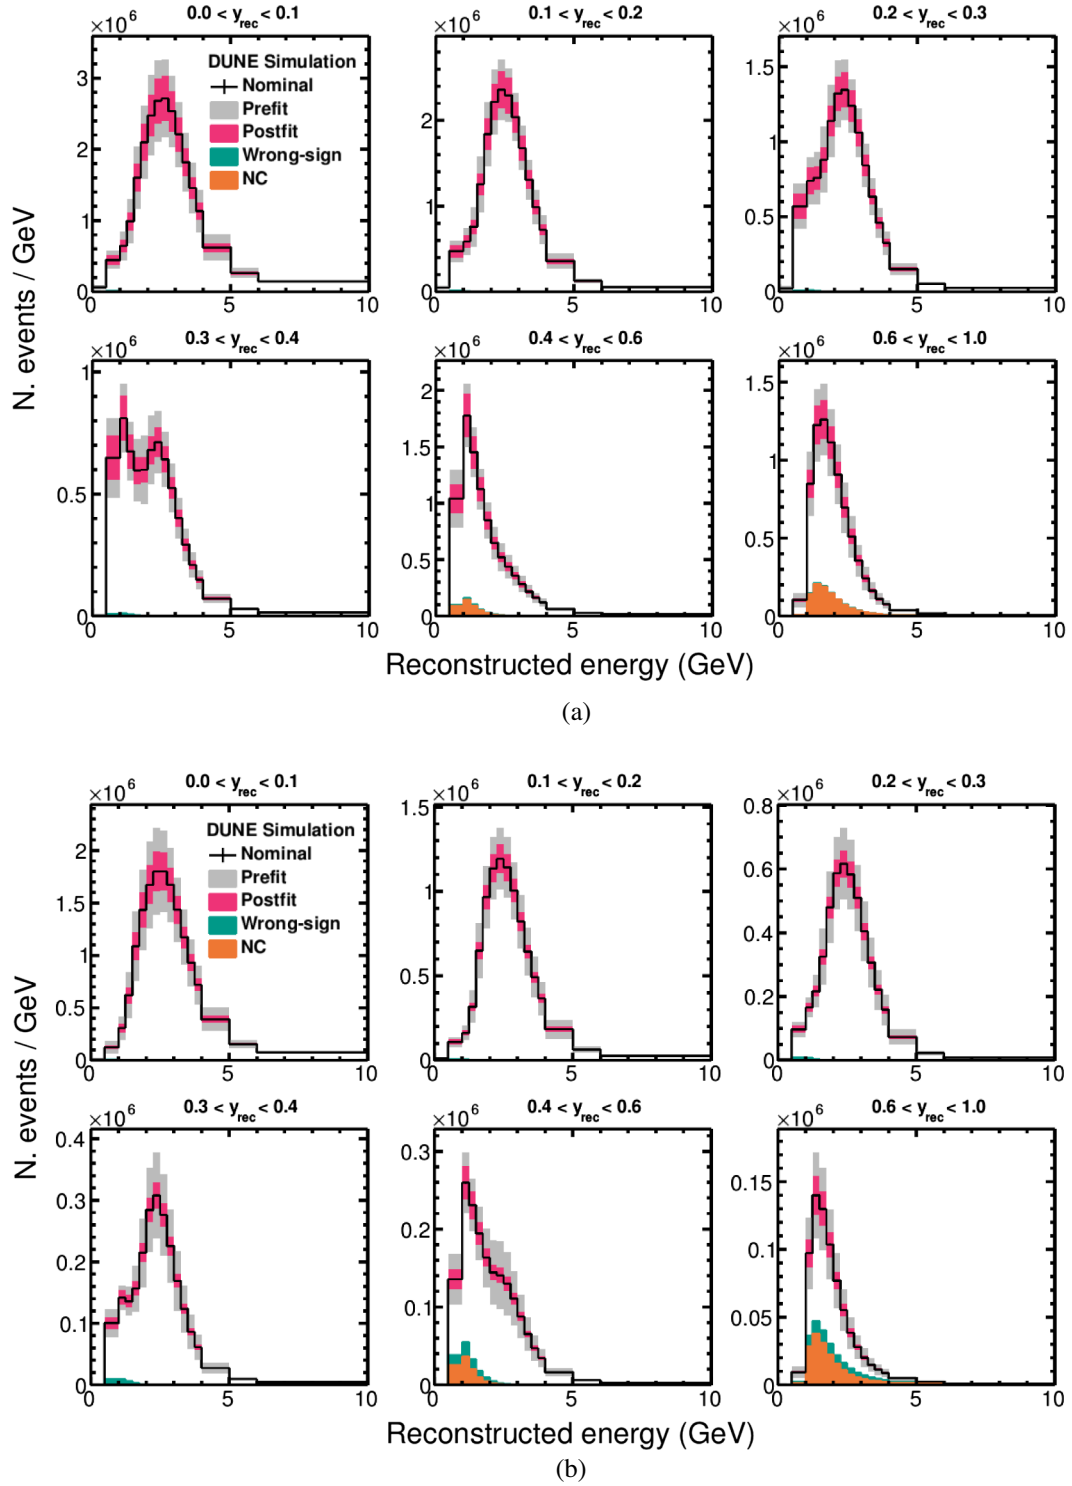 0.0 < y_rec < 0.1
0.1 < y_rec < 0.2
0.2 < y_rec < 0.3
×10^6
×10^6
×10^6
DUNE Simulation
Nominal
Prefit
Postfit
Wrong-sign
NC
3
2
1
0
2
1
0
1.5
1
0.5
0
0 5 10
0 5 10
0 5 10
N. events / GeV
0.3 < y_rec < 0.4
0.4 < y_rec < 0.6
0.6 < y_rec < 1.0
×10^6
×10^6
×10^6
1
0.5
0
2
1.5
1
0.5
0
1.5
1
0.5
0
0 5 10
0 5 10
0 5 10
Reconstructed energy (GeV)
(a)
0.0 < y_rec < 0.1
0.1 < y_rec < 0.2
0.2 < y_rec < 0.3
×10^6
×10^6
×10^6
DUNE Simulation
Nominal
Prefit
Postfit
Wrong-sign
NC
2
1.5
1
0.5
0
1.5
1
0.5
0
0.8
0.6
0.4
0.2
0
0 5 10
0 5 10
0 5 10
N. events / GeV
0.3 < y_rec < 0.4
0.4 < y_rec < 0.6
0.6 < y_rec < 1.0
×10^6
×10^6
×10^6
0.4
0.3
0.2
0.1
0
0.3
0.2
0.1
0
0.15
0.1
0.05
0
0 5 10
0 5 10
0 5 10
Reconstructed energy (GeV)
(b)